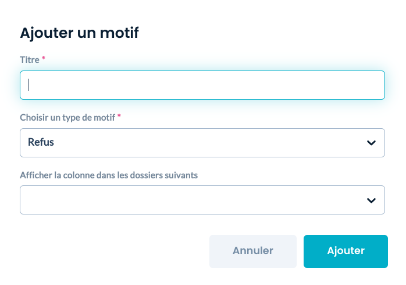 Ajouter un motif
Titre *
Choisir un type de motif *
Refus
Afficher la colonne dans les dossiers suivants
Annuler
Ajouter